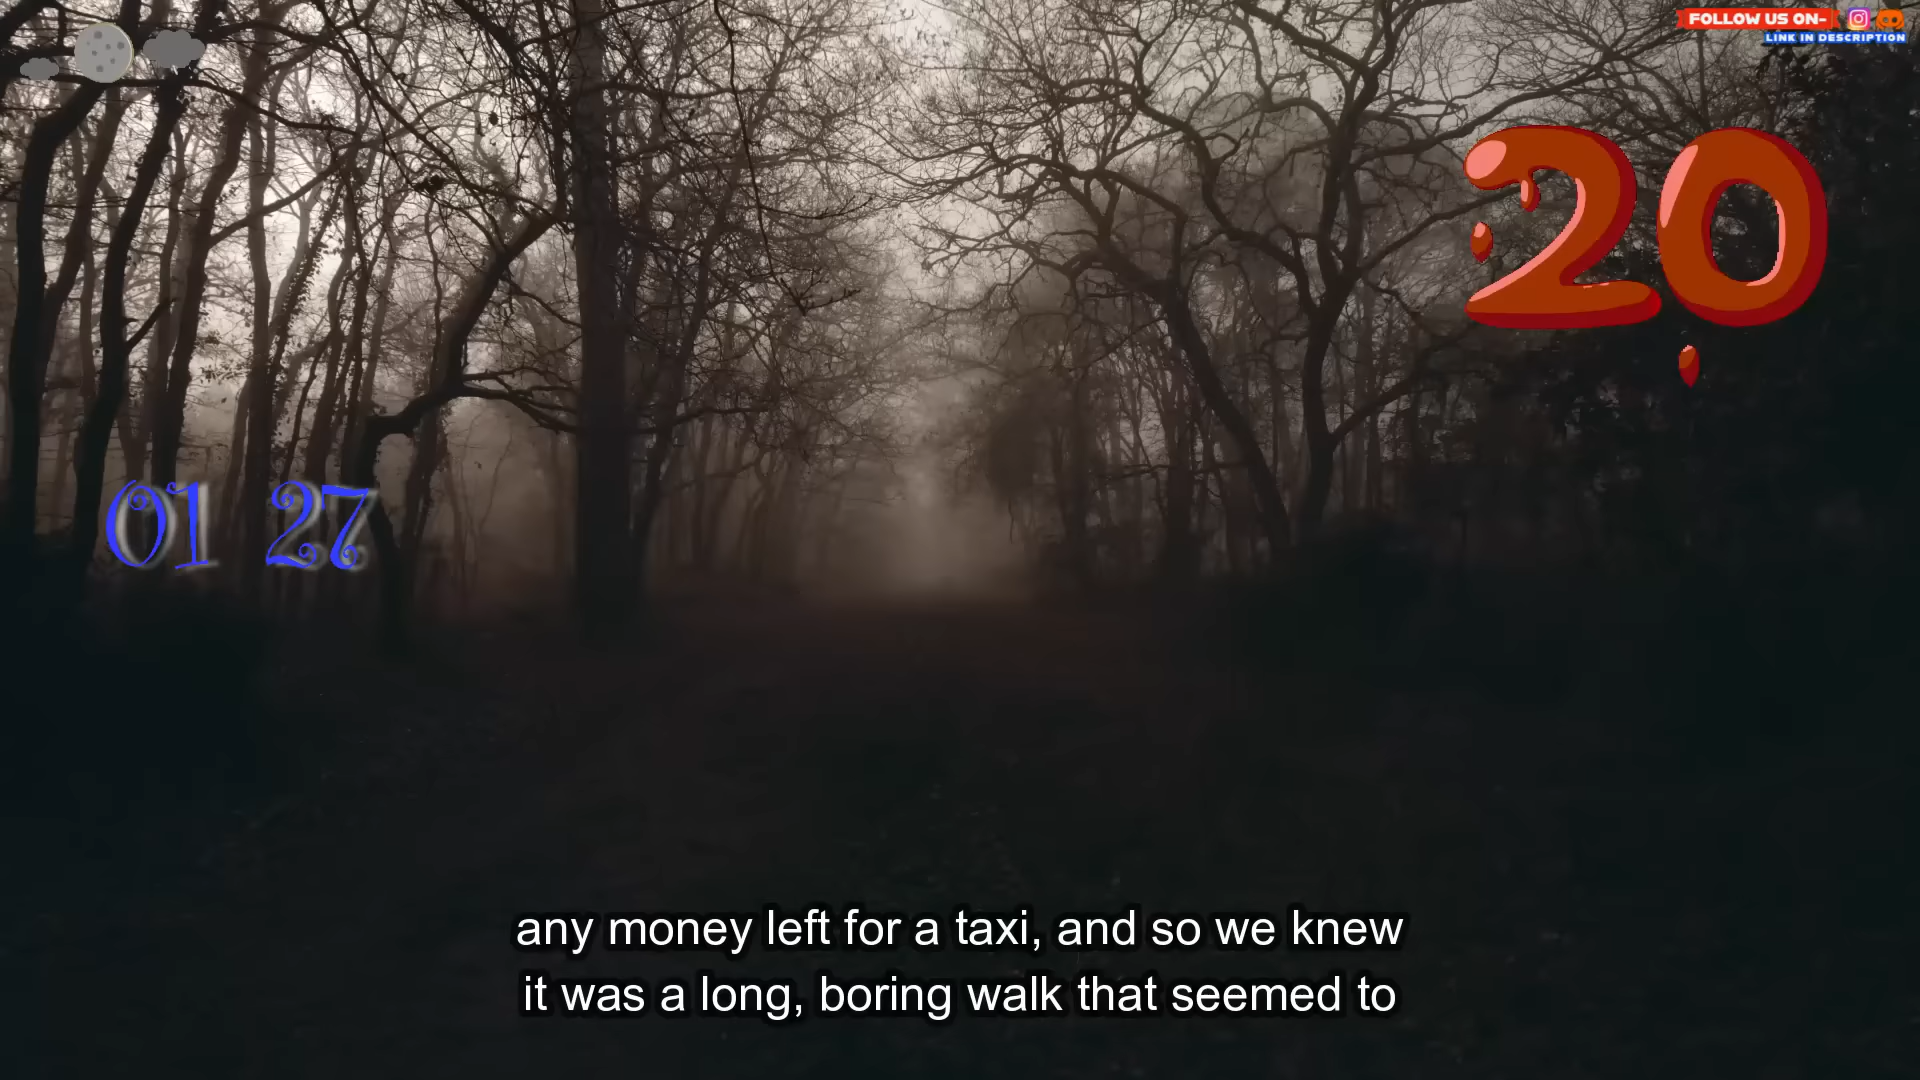 FOLLOW US ON-
LINK IN DESCRIPTION
20
01 27
any money left for a taxi, and so we knew
it was a long, boring walk that seemed to